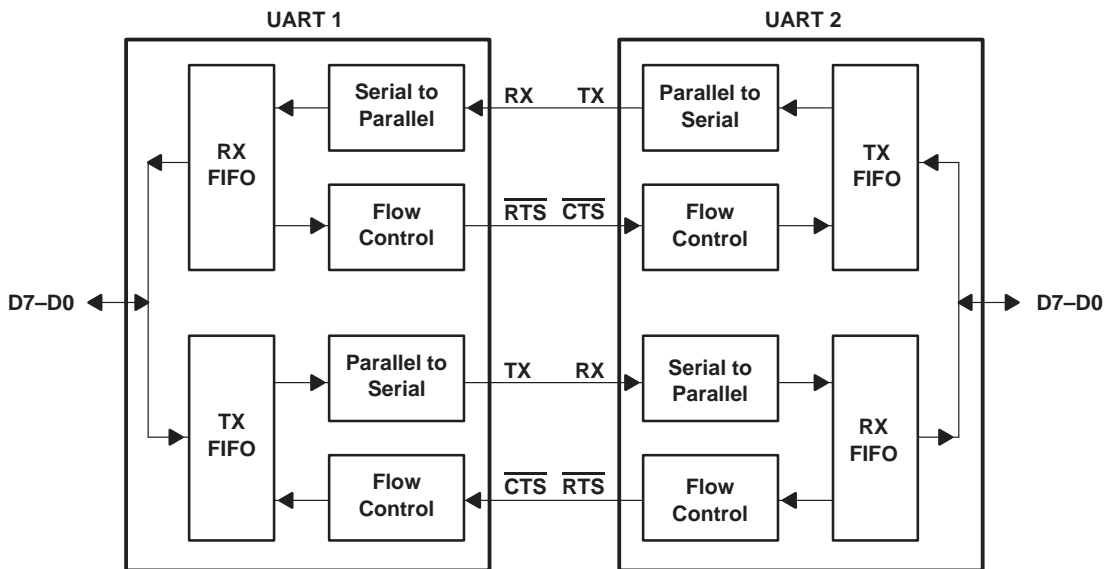 UART 1 UART 2
Serial to
Parallel
RX TX
Parallel to
Serial
RX
FIFO
TX
FIFO
Flow
Control
RTS CTS
Flow
Control
D7–D0 D7–D0
Parallel to
Serial
TX RX
Serial to
Parallel
TX
FIFO
RX
FIFO
Flow
Control
CTS RTS
Flow
Control